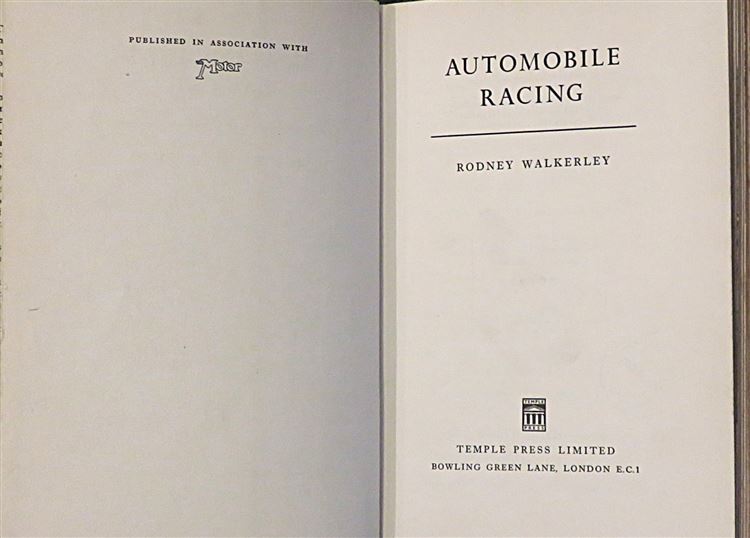 PUBLISHED IN ASSOCIATION WITH
Motor
AUTOMOBILE
RACING
RODNEY WALKERLEY
TEMPLE
PRESS
TEMPLE PRESS LIMITED
BOWLING GREEN LANE, LONDON E.C.1